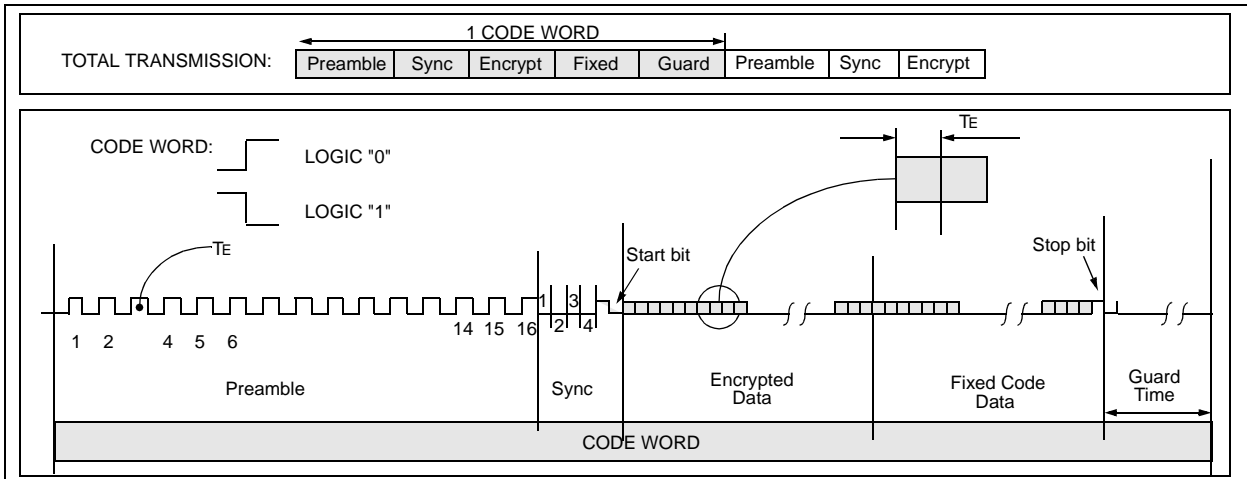 1 CODE WORD
TOTAL TRANSMISSION: Preamble Sync Encrypt Fixed Guard Preamble Sync Encrypt
TE
CODE WORD: LOGIC "0"
LOGIC "1"
TE
Start bit
Stop bit
1 3
2 4
1 2 4 5 6 14 15 16
Preamble
Sync
Encrypted
Data
Fixed Code
Data
Guard
Time
CODE WORD